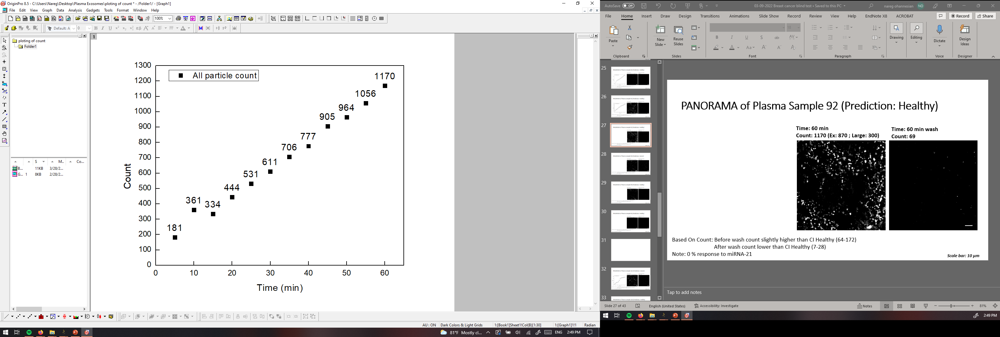 OriginPro 8.5 - C:\Users\Nareg\Desktop\Plasma Exosomes\ploting of count * - /Folder1/ - [Graph1]
File Edit View Graph Data Analysis Gadgets Tools Format Window Help
100%
Default: A 0
B I U
ploting of count
Folder1
S M.. Co...
B... 11KB 3/28/2...
G... 1 8KB 2/28/2...
1
All particle count
Count
1300
1200
1100
1000
900
800
700
600
500
400
300
200
100
0
181
361
334
444
531
611
706
777
905
964
1056
1170
0 10 20 30 40 50 60
Time (min)
AU : ON Dark Colors & Light Grids 1:[Book1]Sheet1!Col(B)[1:30] 1:[Graph1]1!1 Radian
81°F Mostly cl... ENG 2:49 PM
AutoSave Off 03-09-2022 Breast cancer blind test • Saved to this PC nareg ohannesian NO
File Home Insert Draw Design Transitions Animations Slide Show Record Review View Help EndNote X8 ACROBAT Record Share
Paste
New Slide
Reuse Slides
18
B I U S ab AV
Aa A A
Drawing
Editing
Dictate
Design Ideas
Clipboard Slides Font Paragraph Voice Designer
25
26
27
28
29
30
31
32
33
PANORAMA of Plasma Sample 92 (Prediction: Healthy)
Time: 60 min
Count: 1170 (Ex: 870 ; Large: 300)
Time: 60 min wash
Count: 69
Based On Count: Before wash count slightly higher than CI Healthy (64-172)
After wash count lower than CI Healthy (7-28)
Note: 0 % response to miRNA-21
Scale bar: 10 μm
Tap to add notes
Slide 27 of 43 English (United States) Accessibility: Investigate Notes 81%
2:49 PM